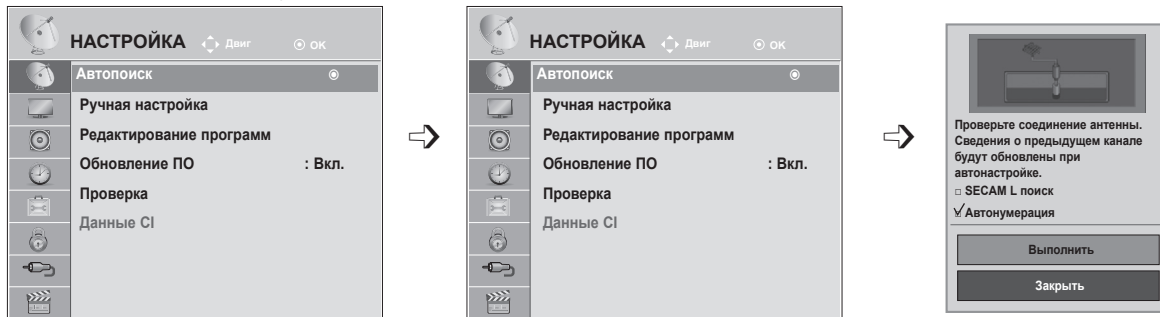 НАСТРОЙКА Двиг ОК
Автопоиск
Ручная настройка
Редактирование программ
Обновление ПО : Вкл.
Проверка
Данные CI
НАСТРОЙКА Двиг ОК
Автопоиск
Ручная настройка
Редактирование программ
Обновление ПО : Вкл.
Проверка
Данные CI
Проверьте соединение антенны.
Сведения о предыдущем канале
будут обновлены при
автонастройке.
SECAM L поиск
Автонумерация
Выполнить
Закрыть